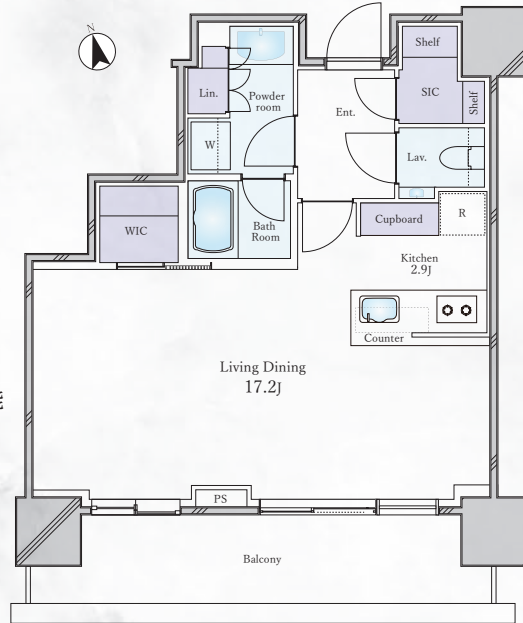 N
Shelf
Lin.
Powder
room
Ent.
SIC
Shelf
W
Lav.
WIC
Bath
Room
Cupboard
R
Kitchen
2.9J
Counter
Living Dining
17.2J
PS
Balcony